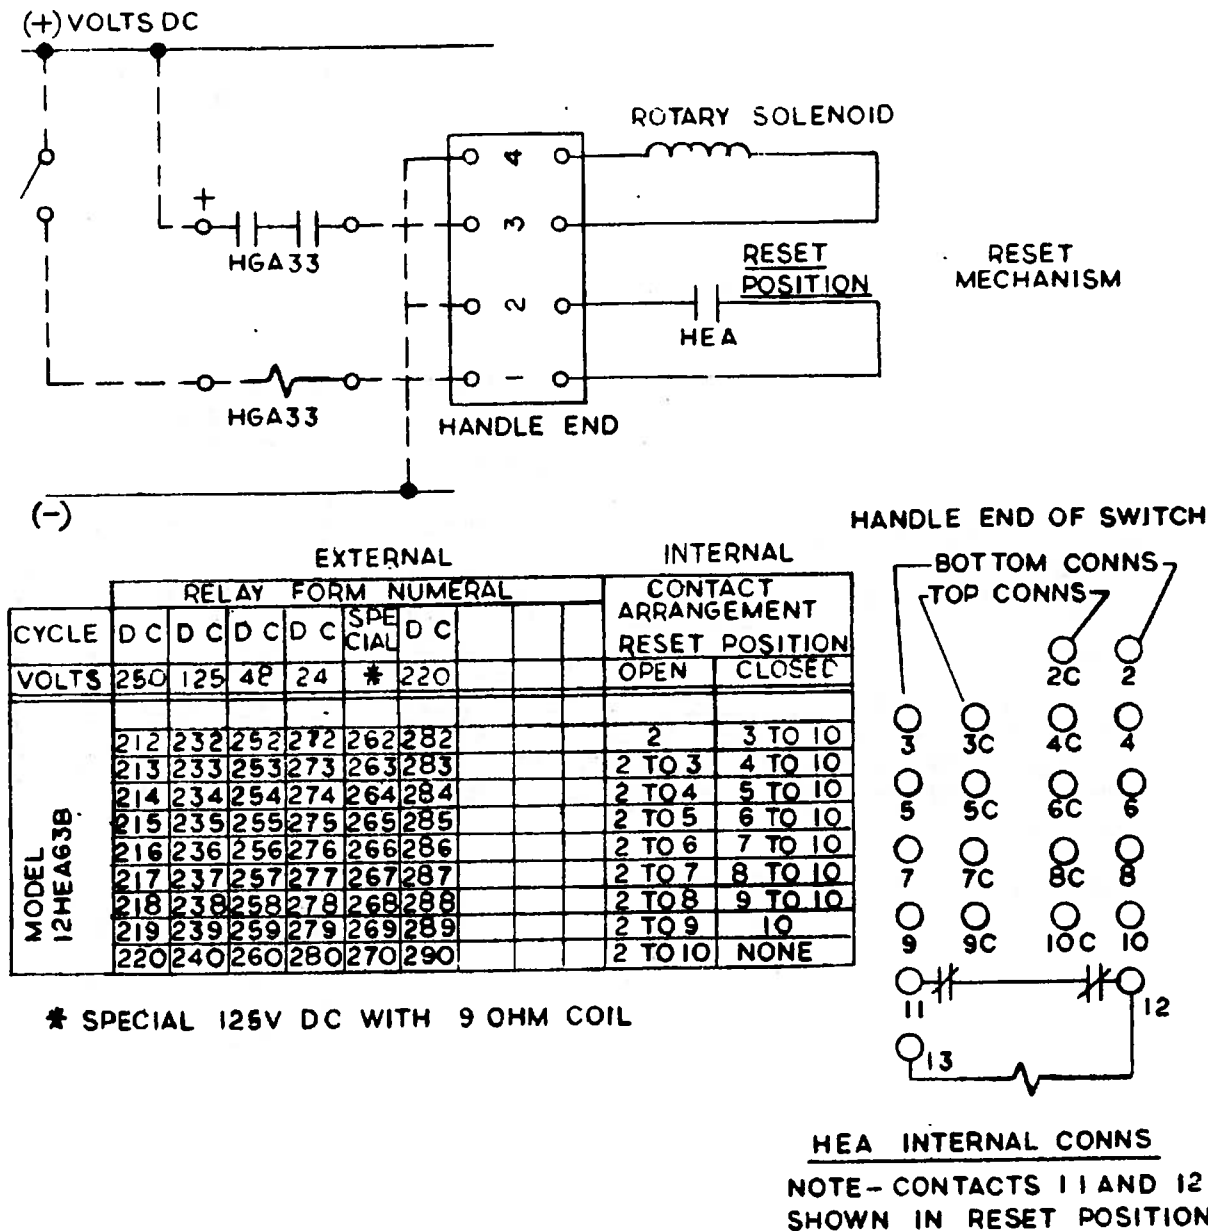 (+) VOLTS DC
ROTARY SOLENOID
4
+
3
HGA33
RESET POSITION
RESET MECHANISM
2
HEA
1
HGA33
HANDLE END
(-)
HANDLE END OF SWITCH
BOTTOM CONNS
TOP CONNS
EXTERNAL INTERNAL
RELAY FORM NUMERAL CONTACT ARRANGEMENT
CYCLE DC DC DC DC SPECIAL DC RESET POSITION
VOLTS 250 125 48 24 * 220 OPEN CLOSED
MODEL 12HEA63B
212 232 252 272 262 282 2 3 TO 10
213 233 253 273 263 283 2 TO 3 4 TO 10
214 234 254 274 264 284 2 TO 4 5 TO 10
215 235 255 275 265 285 2 TO 5 6 TO 10
216 236 256 276 266 286 2 TO 6 7 TO 10
217 237 257 277 267 287 2 TO 7 8 TO 10
218 238 258 278 268 288 2 TO 8 9 TO 10
219 239 259 279 269 289 2 TO 9 10
220 240 260 280 270 290 2 TO 10 NONE
* SPECIAL 125V DC WITH 9 OHM COIL
2C 2
3 3C 4C 4
5 5C 6C 6
7 7C 8C 8
9 9C 10C 10
11 12
13
HEA INTERNAL CONNS
NOTE- CONTACTS 11 AND 12
SHOWN IN RESET POSITION